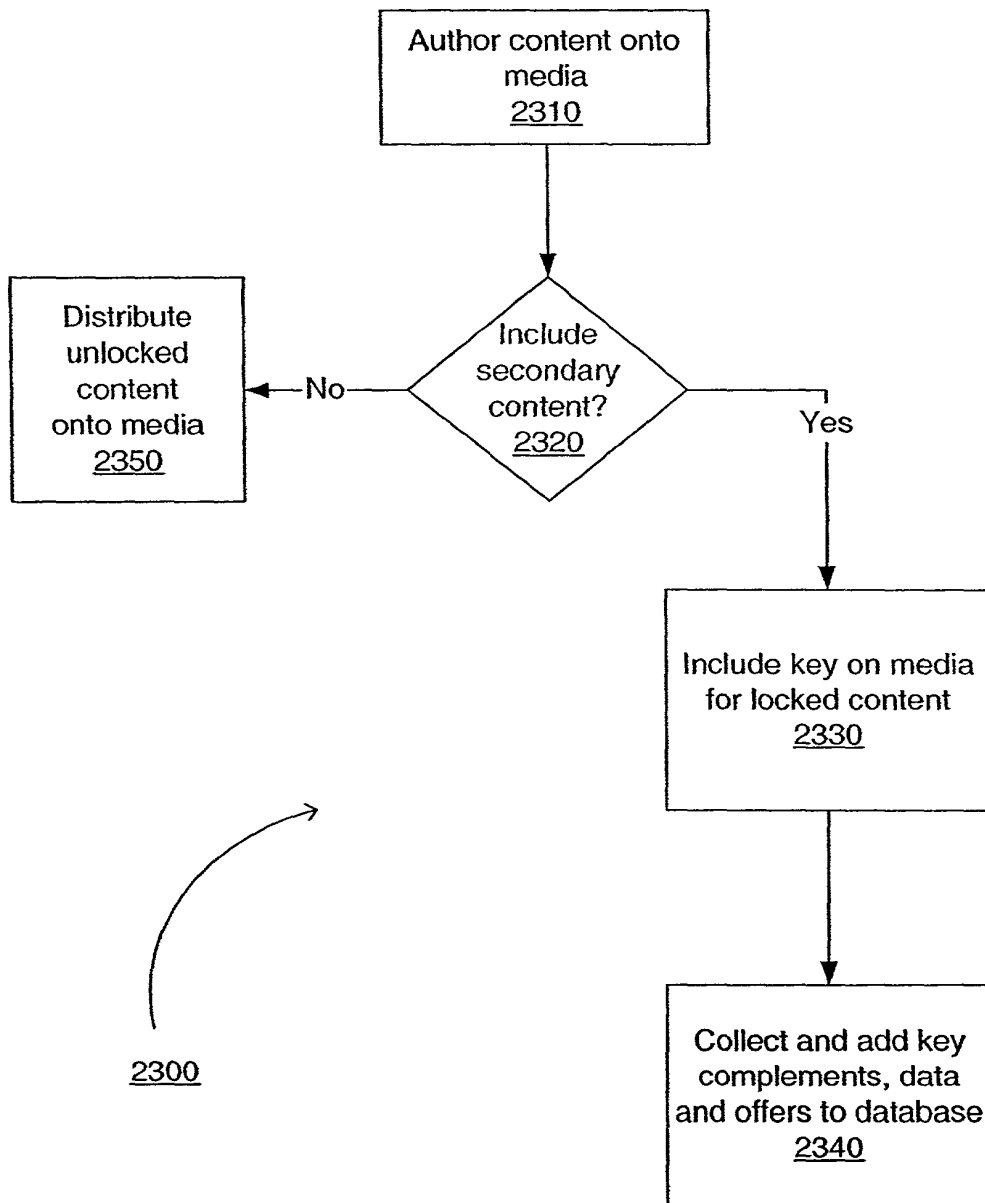 Author content onto
media
2310
Include
secondary
content?
2320
No
Yes
Distribute
unlocked
content
onto media
2350
Include key on media
for locked content
2330
Collect and add key
complements, data
and offers to database
2340
2300